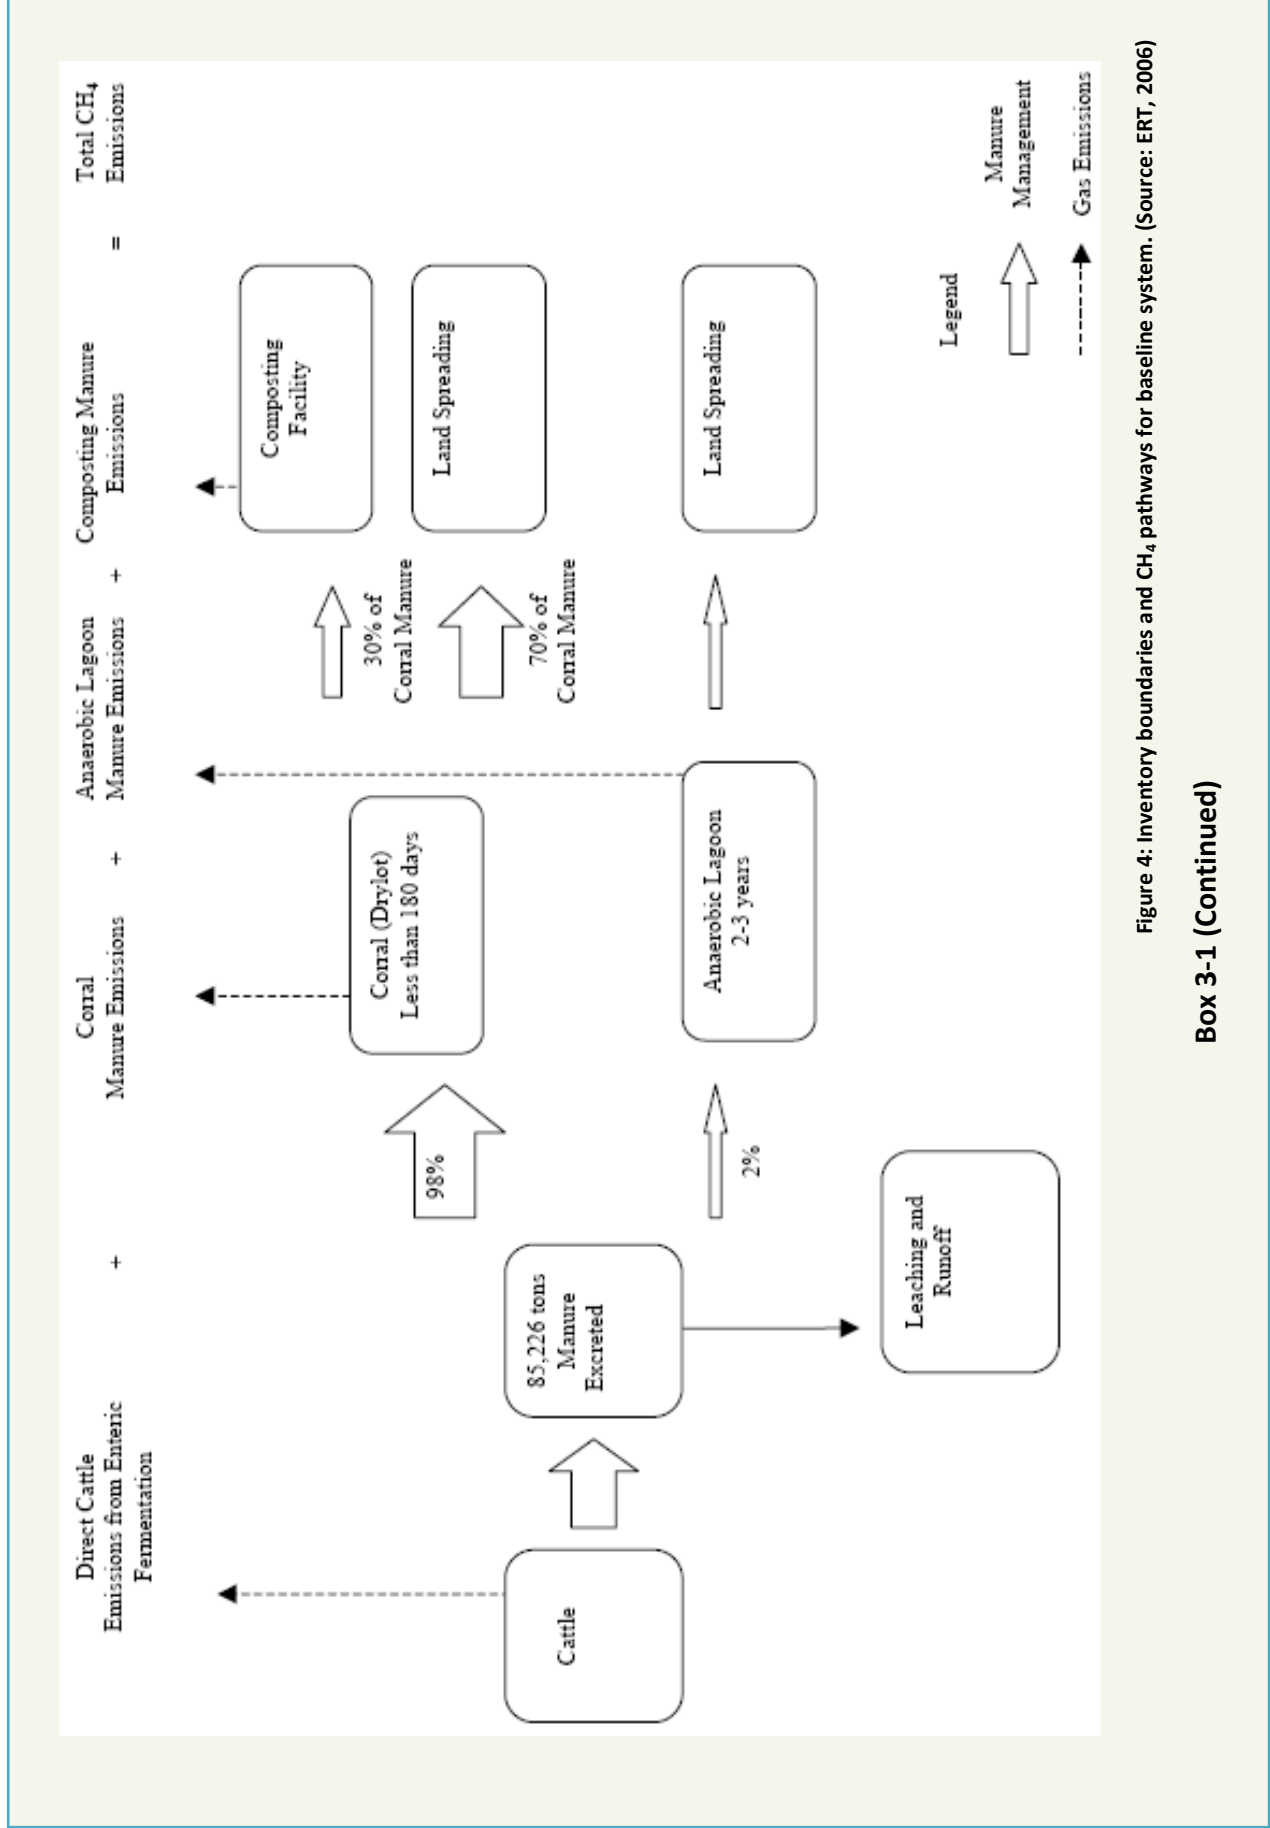 Direct Cattle
Emissions from Enteric
Fermentation
+
Corral
Manure Emissions
+
Anaerobic Lagoon
Manure Emissions
+
Composting Manure
Emissions
=
Total CH₄
Emissions
Cattle
85,226 tons
Manure
Excreted
98%
Corral (Drylot)
Less than 180 days
30% of
Corral Manure
Composting
Facility
70% of
Corral Manure
Land Spreading
2%
Anaerobic Lagoon
2-3 years
Land Spreading
Leaching and
Runoff
Legend
Manure
Management
Gas Emissions
Figure 4: Inventory boundaries and CH₄ pathways for baseline system. (Source: ERT, 2006)
Box 3-1 (Continued)